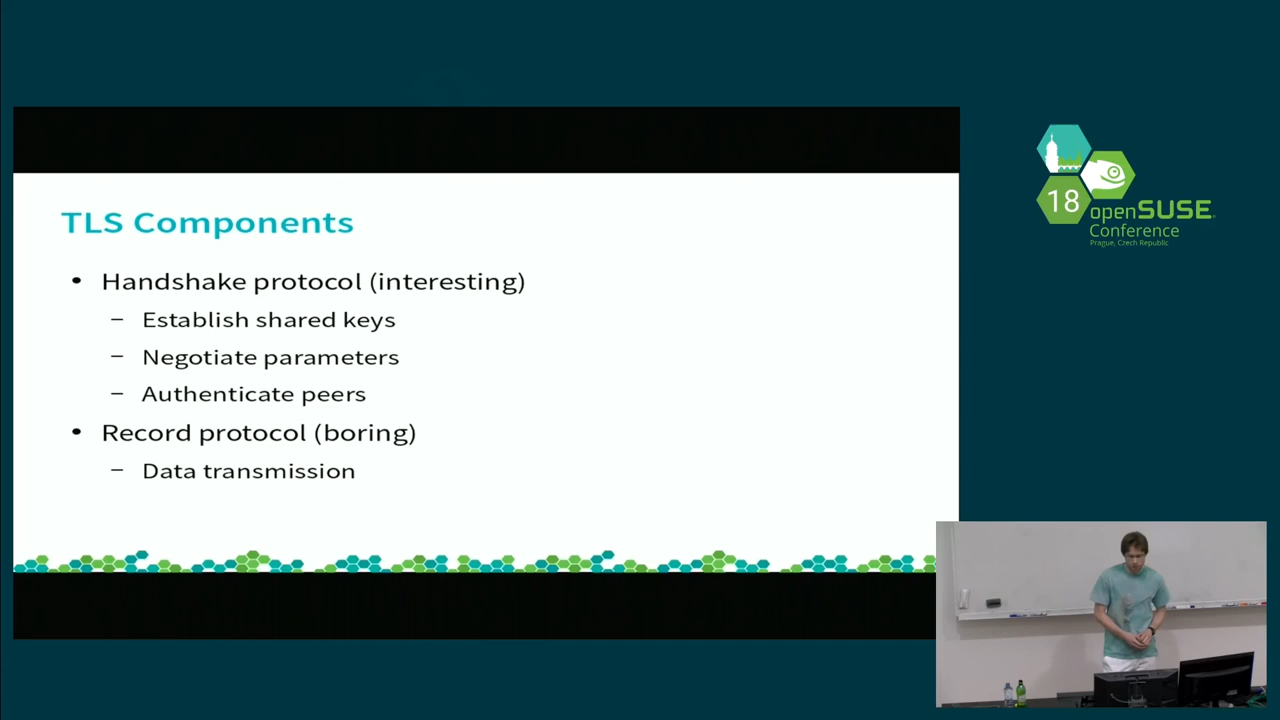 TLS Components
• Handshake protocol (interesting)
– Establish shared keys
– Negotiate parameters
– Authenticate peers
• Record protocol (boring)
– Data transmission
18
openSUSE
Conference
Prague, Czech Republic